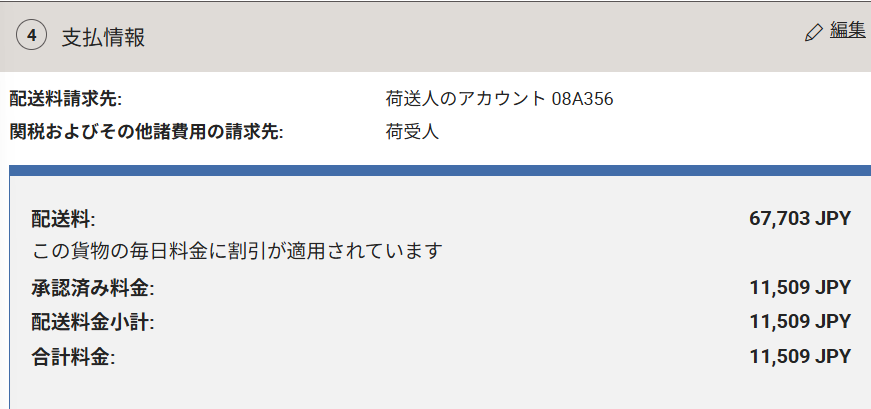 4 支払情報 編集
配送料請求先: 荷送人のアカウント 08A356
関税およびその他諸費用の請求先: 荷受人
配送料: 67,703 JPY
この貨物の毎日料金に割引が適用されています
承認済み料金: 11,509 JPY
配送料金小計: 11,509 JPY
合計料金: 11,509 JPY